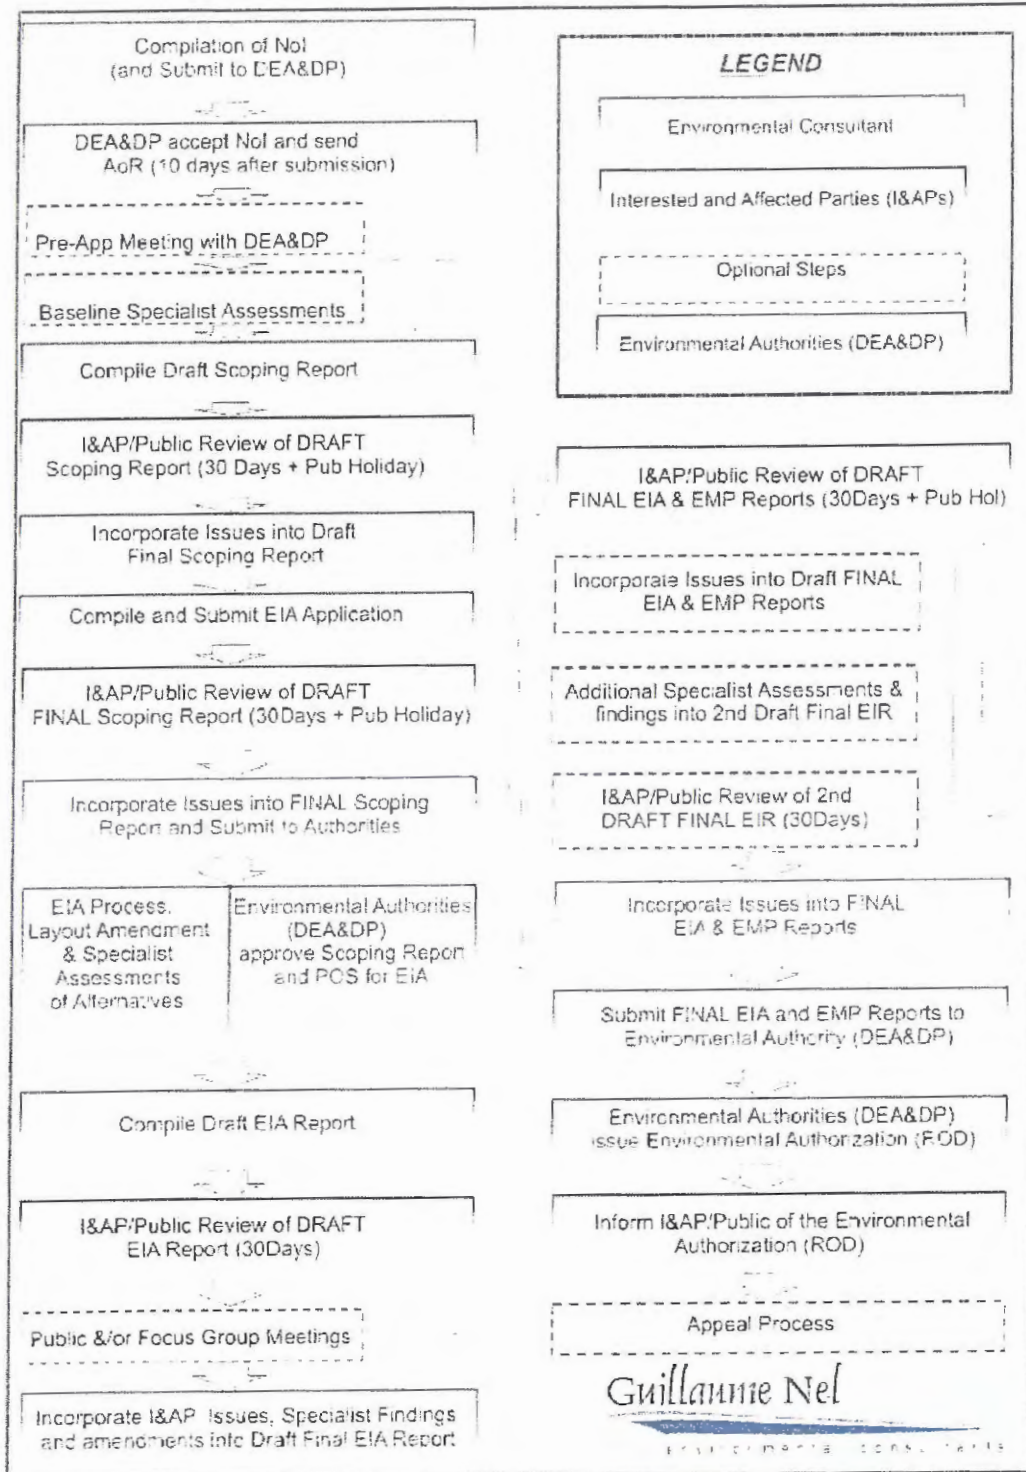 Compilation of NoI
(and Submit to DEA&DP)
DEA&DP accept NoI and send
AoR (10 days after submission)
Pre-App Meeting with DEA&DP
Baseline Specialist Assessments
Compile Draft Scoping Report
I&AP/Public Review of DRAFT
Scoping Report (30 Days + Pub Holiday)
Incorporate Issues into Draft
Final Scoping Report
Compile and Submit EIA Application
I&AP/Public Review of DRAFT
FINAL Scoping Report (30Days + Pub Holiday)
Incorporate Issues into FINAL Scoping
Report and Submit to Authorities
EIA Process,
Layout Amendment
& Specialist
Assessments
of Alternatives
Environmental Authorities
(DEA&DP)
approve Scoping Report
and POS for EIA
Compile Draft EIA Report
I&AP/Public Review of DRAFT
EIA Report (30Days)
Public &/or Focus Group Meetings
Incorporate I&AP Issues, Specialist Findings
and amendments into Draft Final EIA Report
LEGEND
Environmental Consultant
Interested and Affected Parties (I&APs)
Optional Steps
Environmental Authorities (DEA&DP)
I&AP/Public Review of DRAFT
FINAL EIA & EMP Reports (30Days + Pub Hol)
Incorporate Issues into Draft FINAL
EIA & EMP Reports
Additional Specialist Assessments &
findings into 2nd Draft Final EIR
I&AP/Public Review of 2nd
DRAFT FINAL EIR (30Days)
Incorporate Issues into FINAL
EIA & EMP Reports
Submit FINAL EIA and EMP Reports to
Environmental Authority (DEA&DP)
Environmental Authorities (DEA&DP)
issue Environmental Authorization (ROD)
Inform I&AP/Public of the Environmental
Authorization (ROD)
Appeal Process
Guillaume Nel
environmental consultants